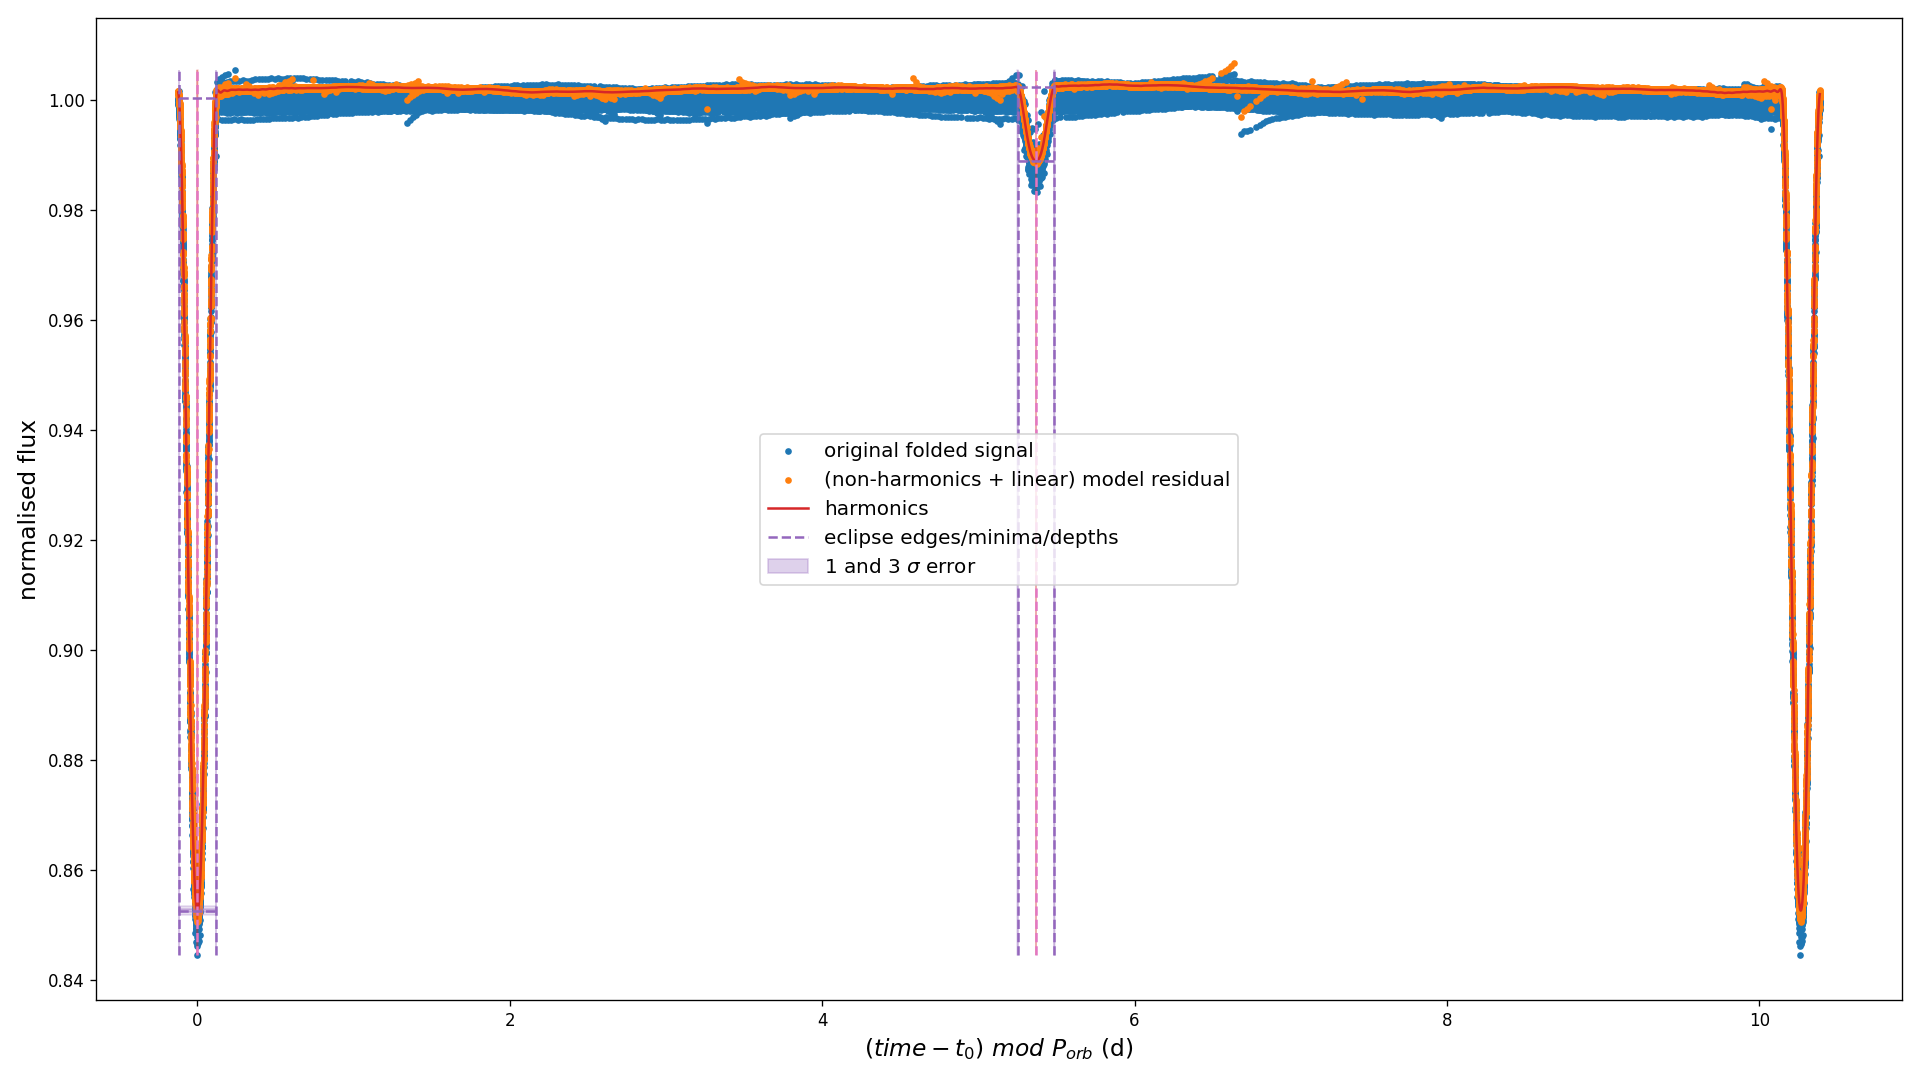 1.00
0.98
0.96
0.94
0.92
0.90
0.88
0.86
0.84
normalised flux
original folded signal
(non-harmonics + linear) model residual
harmonics
eclipse edges/minima/depths
1 and 3 σ error
0 2 4 6 8 10
(time − t₀) mod Pₒᵣᵦ (d)